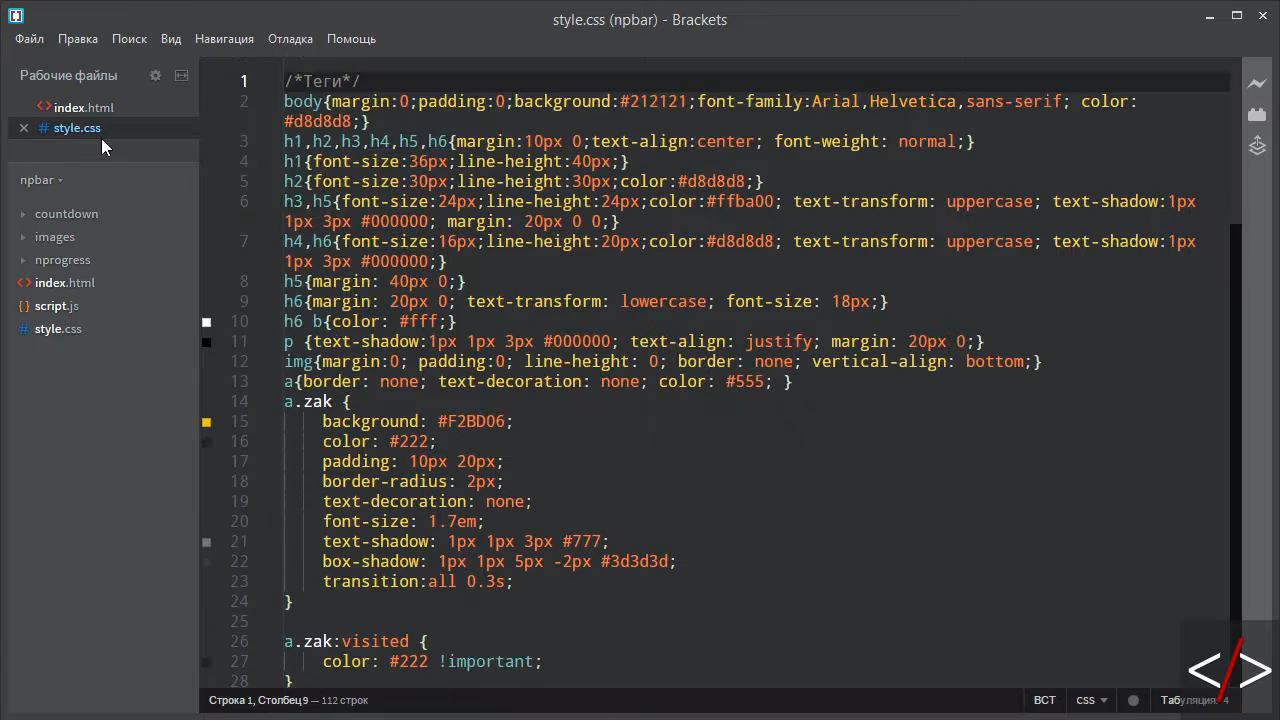 style.css (npbar) - Brackets
Файл Правка Поиск Вид Навигация Отладка Помощь
Рабочие файлы
index.html
style.css
npbar
countdown
images
nprogress
index.html
script.js
style.css
1 /*Теги*/
2 body{margin:0;padding:0;background:#212121;font-family:Arial,Helvetica,sans-serif; color:
#d8d8d8;}
3 h1,h2,h3,h4,h5,h6{margin:10px 0;text-align:center; font-weight: normal;}
4 h1{font-size:36px;line-height:40px;}
5 h2{font-size:30px;line-height:30px;color:#d8d8d8;}
6 h3,h5{font-size:24px;line-height:24px;color:#ffba00; text-transform: uppercase; text-shadow:1px
1px 3px #000000; margin: 20px 0 0;}
7 h4,h6{font-size:16px;line-height:20px;color:#d8d8d8; text-transform: uppercase; text-shadow:1px
1px 3px #000000;}
8 h5{margin: 40px 0;}
9 h6{margin: 20px 0; text-transform: lowercase; font-size: 18px;}
10 h6 b{color: #fff;}
11 p {text-shadow:1px 1px 3px #000000; text-align: justify; margin: 20px 0;}
12 img{margin:0; padding:0; line-height: 0; border: none; vertical-align: bottom;}
13 a{border: none; text-decoration: none; color: #555; }
14 a.zak {
15 background: #F2BD06;
16 color: #222;
17 padding: 10px 20px;
18 border-radius: 2px;
19 text-decoration: none;
20 font-size: 1.7em;
21 text-shadow: 1px 1px 3px #777;
22 box-shadow: 1px 1px 5px -2px #3d3d3d;
23 transition:all 0.3s;
24 }
25
26 a.zak:visited {
27 color: #222 !important;
28 }
Строка 1, Столбец 9 — 112 строк
ВСТ CSS Табуляция: 4
</>